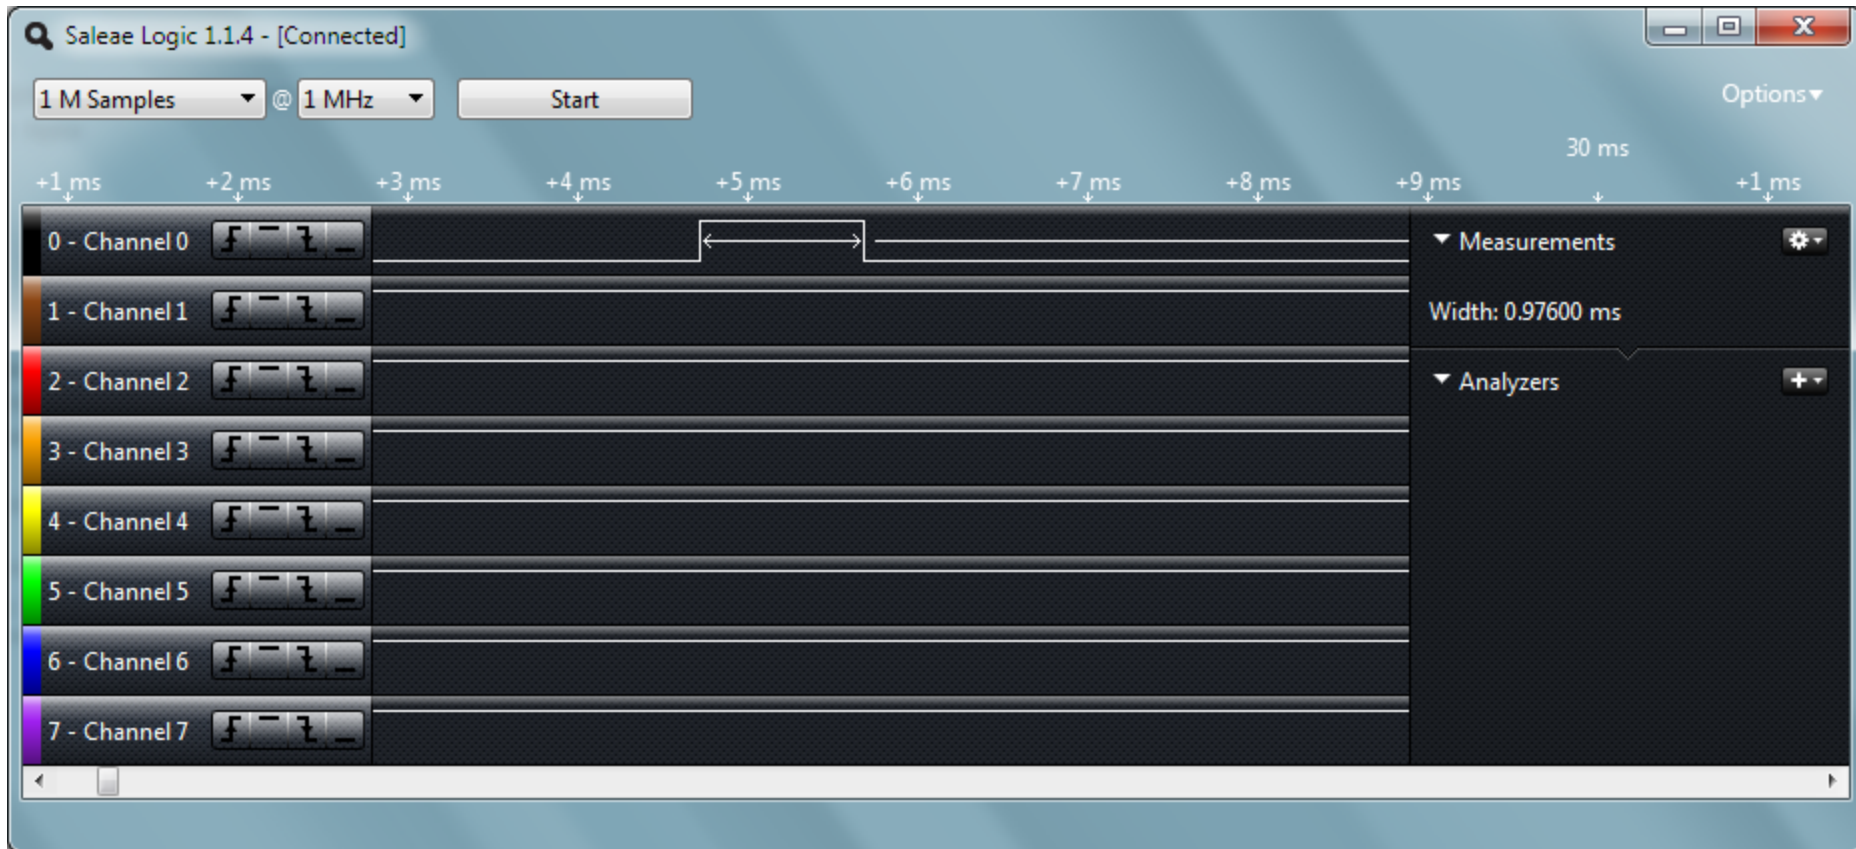 Saleae Logic 1.1.4 - [Connected]
1 M Samples @ 1 MHz Start Options
30 ms
+1 ms +2 ms +3 ms +4 ms +5 ms +6 ms +7 ms +8 ms +9 ms +1 ms
0 - Channel 0
Measurements
1 - Channel 1
Width: 0.97600 ms
2 - Channel 2
Analyzers
3 - Channel 3
4 - Channel 4
5 - Channel 5
6 - Channel 6
7 - Channel 7